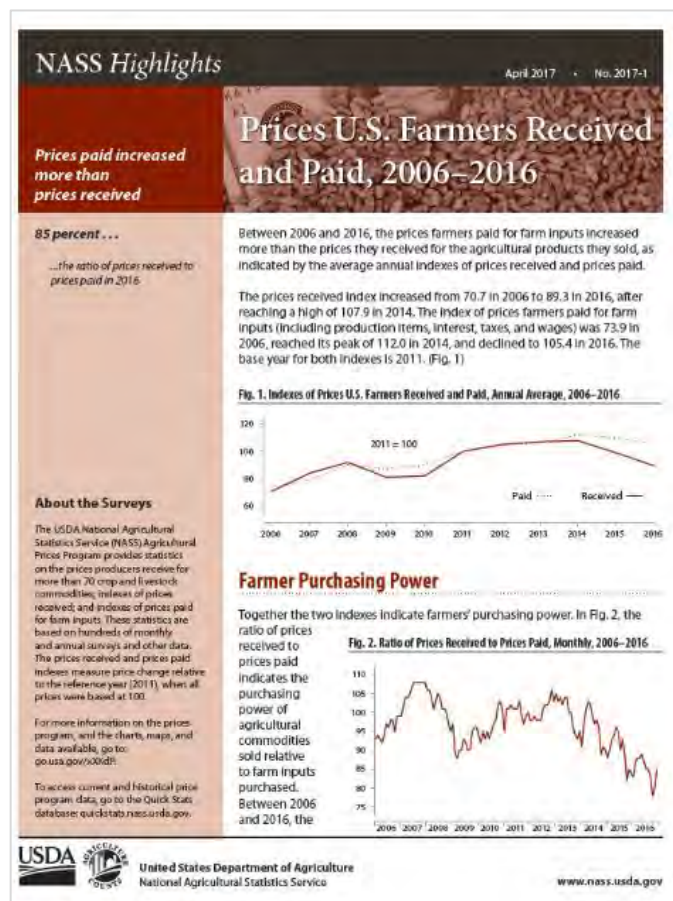 NASS Highlights
April 2017 • No. 2017-1
Prices paid increased
more than
prices received
Prices U.S. Farmers Received
and Paid, 2006–2016
85 percent . . .
...the ratio of prices received to
prices paid in 2016
Between 2006 and 2016, the prices farmers paid for farm inputs increased
more than the prices they received for the agricultural products they sold, as
indicated by the average annual indexes of prices received and prices paid.
The prices received index increased from 70.7 in 2006 to 89.3 in 2016, after
reaching a high of 107.9 in 2014. The index of prices farmers paid for farm
inputs (including production items, interest, taxes, and wages) was 73.9 in
2006, reached its peak of 112.0 in 2014, and declined to 105.4 in 2016. The
base year for both indexes is 2011. (Fig. 1)
Fig. 1. Indexes of Prices U.S. Farmers Received and Paid, Annual Average, 2006–2016
120
100
80
60
2011 = 100
Paid ..... Received —
2006 2007 2008 2009 2010 2011 2012 2013 2014 2015 2016
About the Surveys
The USDA National Agricultural
Statistics Service (NASS) Agricultural
Prices Program provides statistics
on the prices producers receive for
more than 70 crop and livestock
commodities; indexes of prices
received; and indexes of prices paid
for farm inputs. These statistics are
based on hundreds of monthly
and annual surveys and other data.
The prices received and prices paid
indexes measure price change relative
to the reference year (2011), when all
prices were based at 100.
For more information on the prices
program, and the charts, maps, and
data available, go to:
To access current and historical price
program data, go to the Quick Stats
database: quickstats.nass.usda.gov.
Farmer Purchasing Power
Together the two indexes indicate farmers' purchasing power. In Fig. 2, the
ratio of prices
received to
prices paid
indicates the
purchasing
power of
agricultural
commodities
sold relative
to farm inputs
purchased.
Between 2006
and 2016, the
Fig. 2. Ratio of Prices Received to Prices Paid, Monthly, 2006–2016
110
105
100
95
90
85
80
75
2006 2007 2008 2009 2010 2011 2012 2013 2014 2015 2016
USDA
AGRICULTURE
COUNTS
United States Department of Agriculture
National Agricultural Statistics Service
www.nass.usda.gov